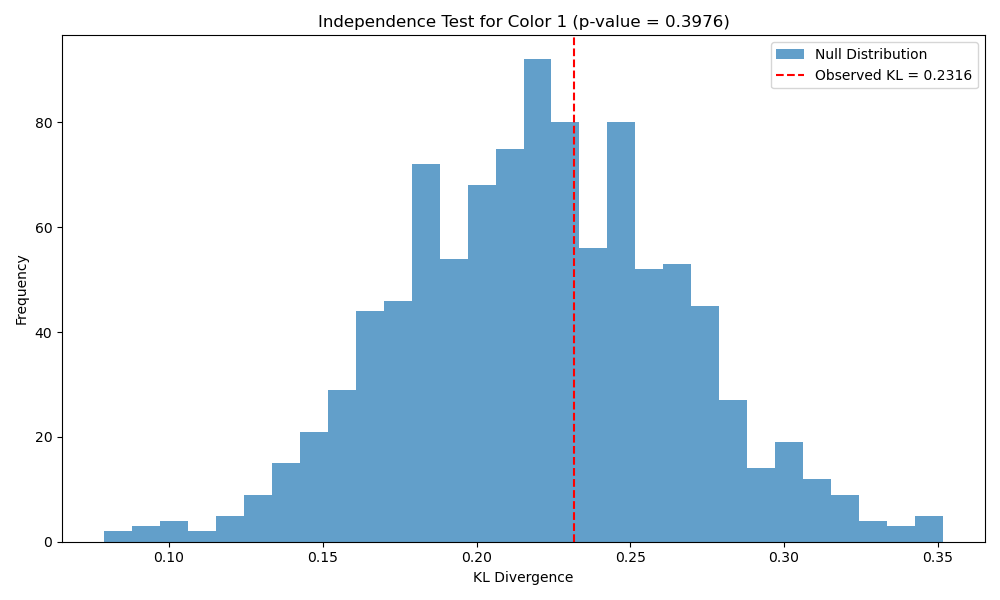 Independence Test for Color 1 (p-value = 0.3976)
Null Distribution
Observed KL = 0.2316
Frequency
80
60
40
20
0
0.10 0.15 0.20 0.25 0.30 0.35
KL Divergence